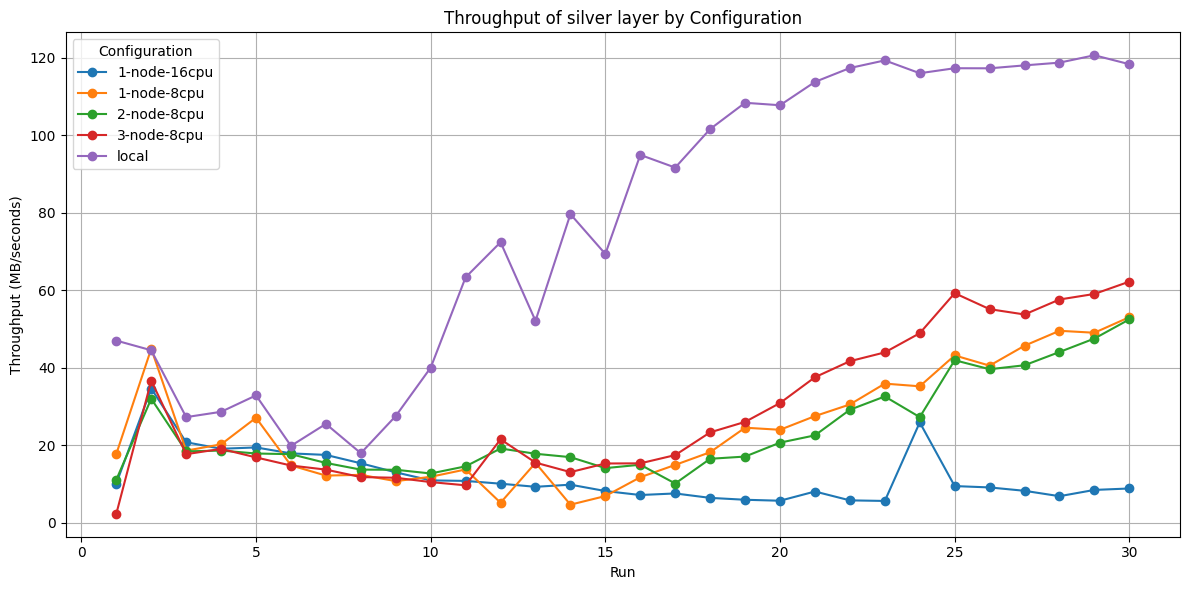 Throughput of silver layer by Configuration
Configuration
1-node-16cpu
1-node-8cpu
2-node-8cpu
3-node-8cpu
local
Throughput (MB/seconds)
120
100
80
60
40
20
0
0 5 10 15 20 25 30
Run